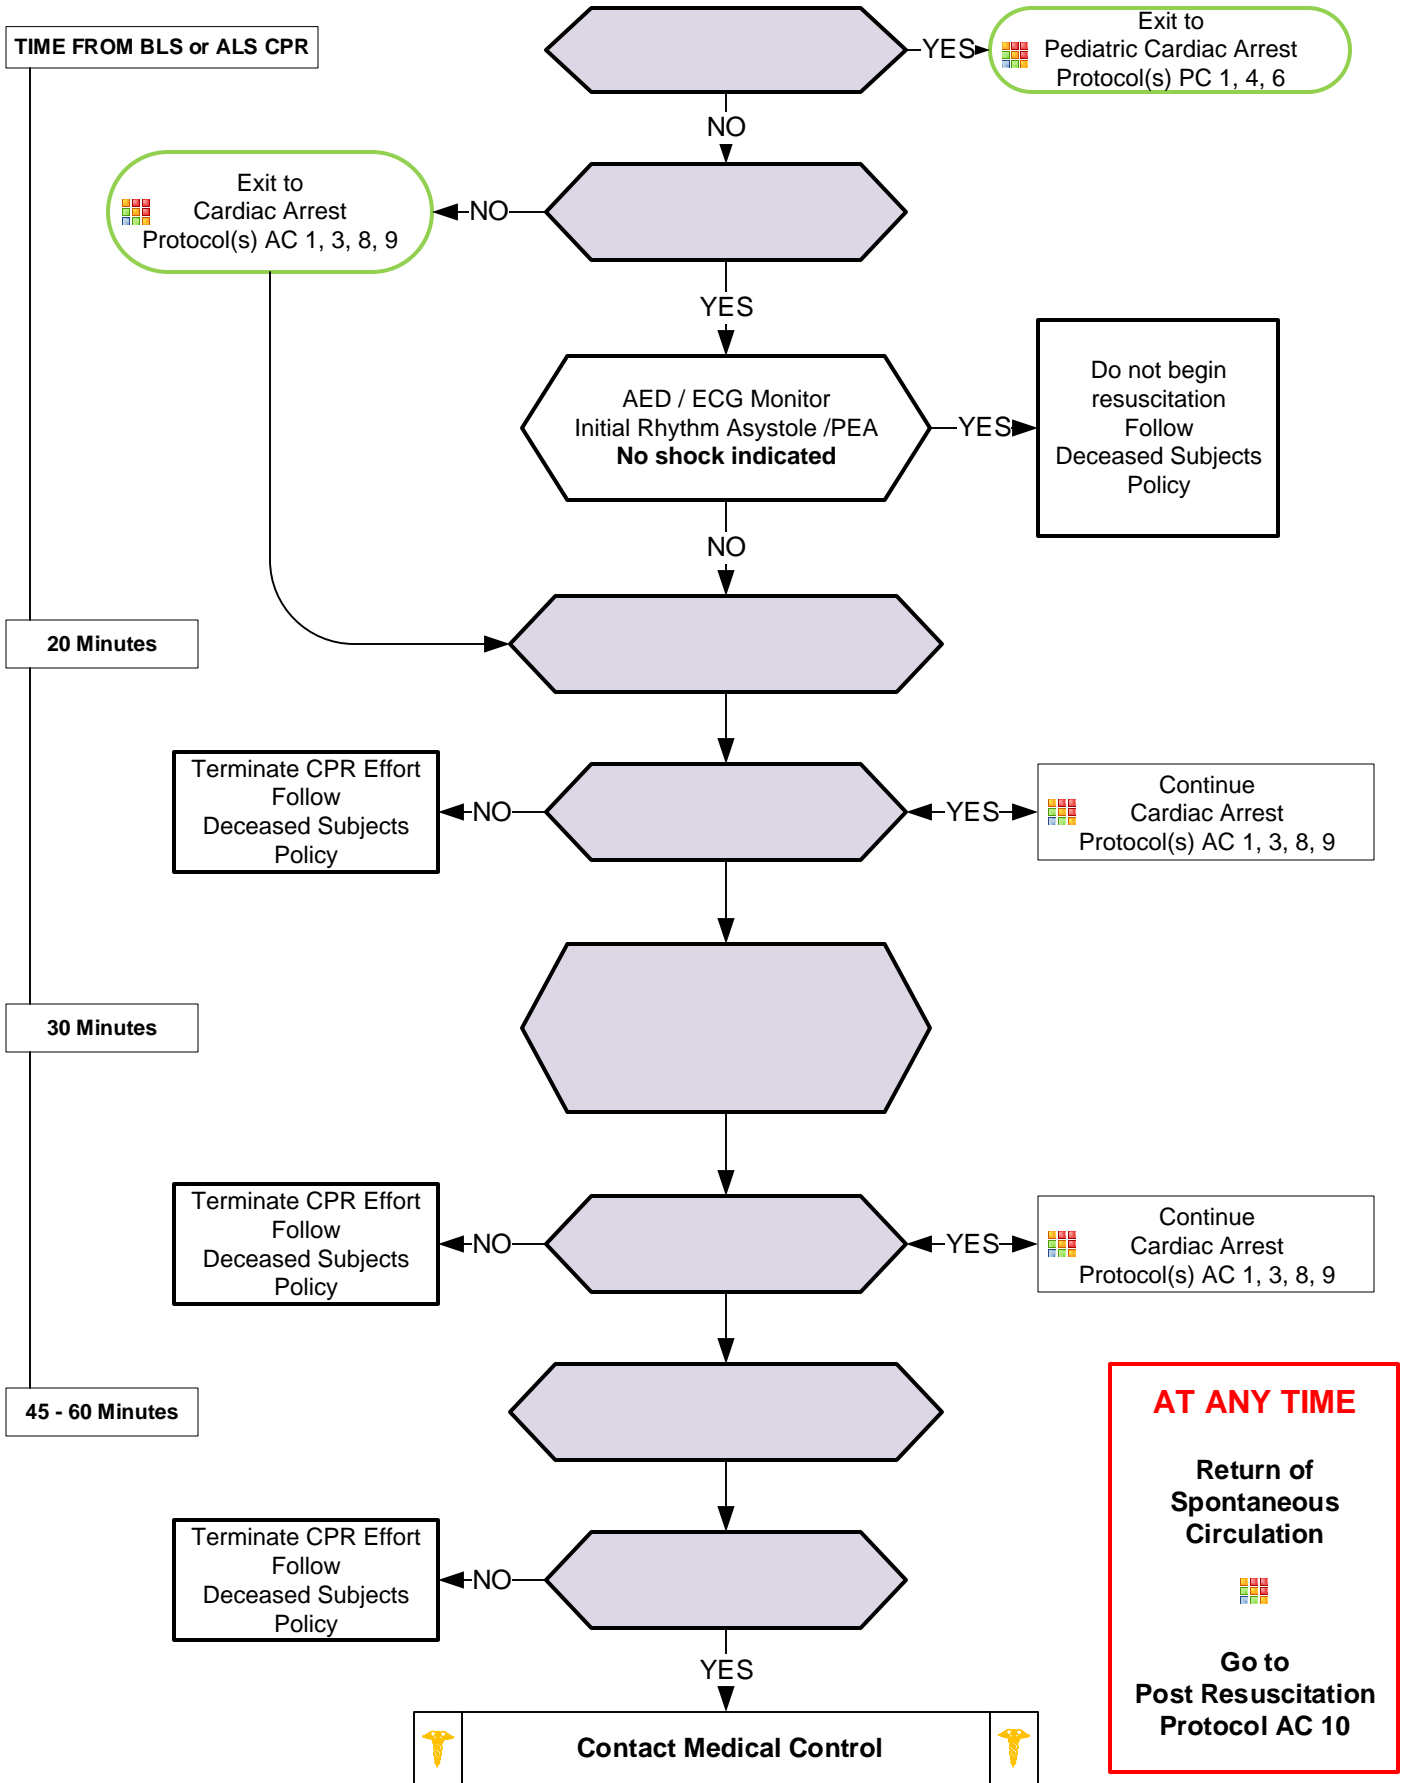 TIME FROM BLS or ALS CPR
YES
Exit to
Pediatric Cardiac Arrest
Protocol(s) PC 1, 4, 6
NO
Exit to
Cardiac Arrest
Protocol(s) AC 1, 3, 8, 9
NO
YES
AED / ECG Monitor
Initial Rhythm Asystole /PEA
No shock indicated
YES
Do not begin
resuscitation
Follow
Deceased Subjects
Policy
NO
20 Minutes
Terminate CPR Effort
Follow
Deceased Subjects
Policy
NO
YES
Continue
Cardiac Arrest
Protocol(s) AC 1, 3, 8, 9
30 Minutes
Terminate CPR Effort
Follow
Deceased Subjects
Policy
NO
YES
Continue
Cardiac Arrest
Protocol(s) AC 1, 3, 8, 9
45 - 60 Minutes
AT ANY TIME
Return of
Spontaneous
Circulation
Go to
Post Resuscitation
Protocol AC 10
Terminate CPR Effort
Follow
Deceased Subjects
Policy
NO
YES
Contact Medical Control